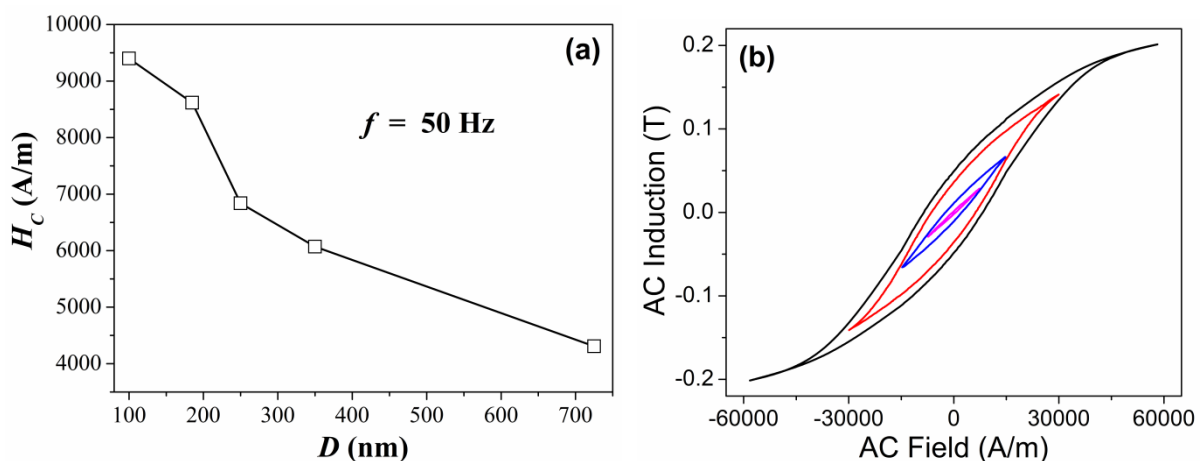 (a)
f = 50 Hz
H_C (A/m)
10000
9000
8000
7000
6000
5000
4000
100 200 300 400 500 600 700
D (nm)
(b)
AC Induction (T)
0.2
0.1
0.0
-0.1
-0.2
-60000 -30000 0 30000 60000
AC Field (A/m)